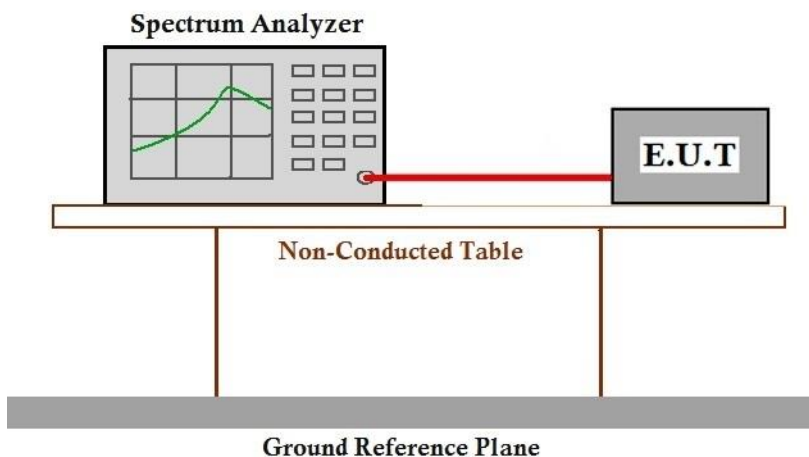 Spectrum Analyzer
E.U.T
Non-Conducted Table
Ground Reference Plane